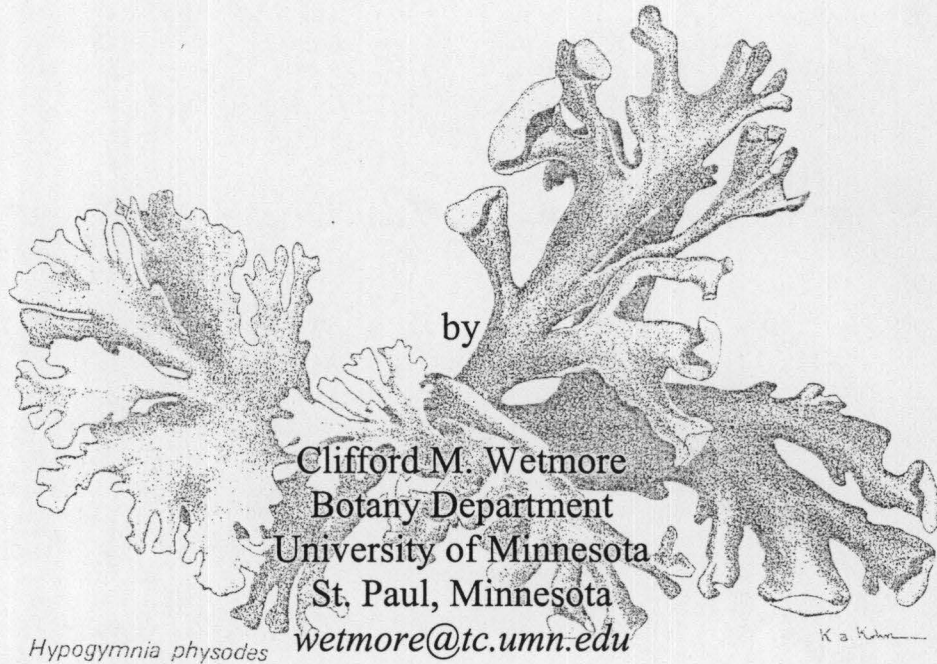 by
Clifford M. Wetmore
Botany Department
University of Minnesota
St. Paul, Minnesota
wetmore@tc.umn.edu
Hypogymnia physodes